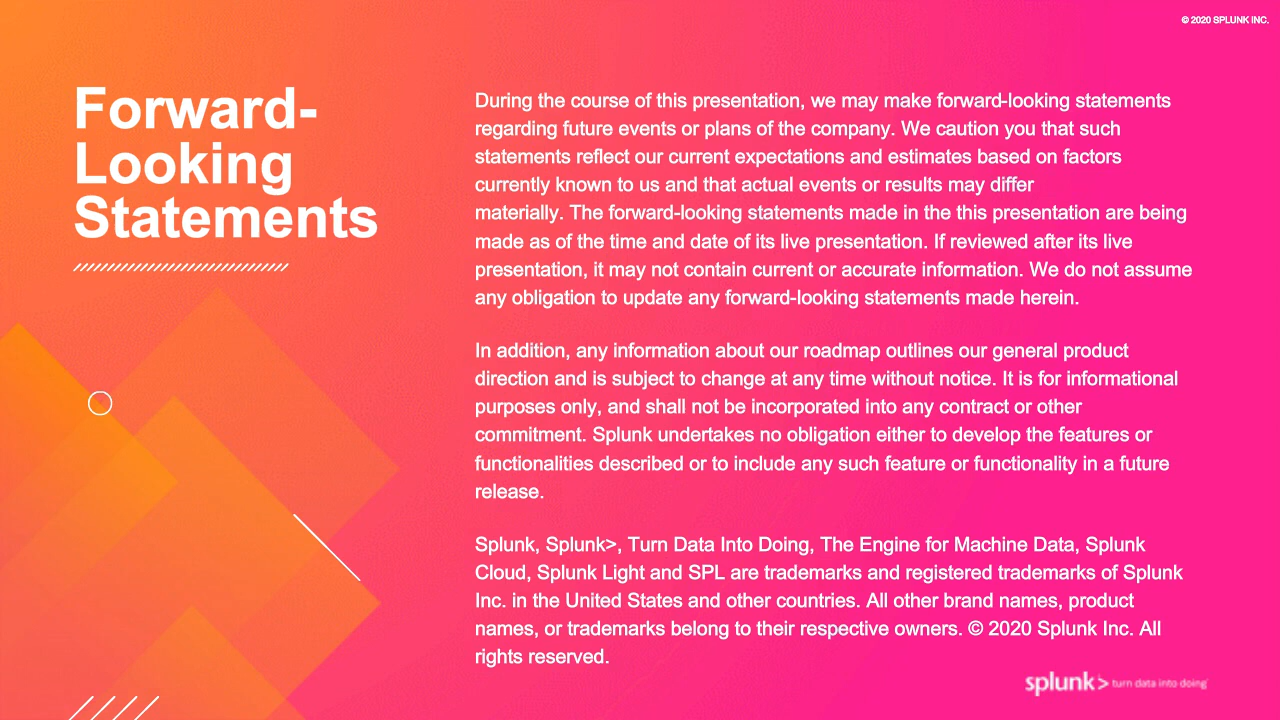 © 2020 SPLUNK INC.
Forward-
Looking
Statements
During the course of this presentation, we may make forward-looking statements
regarding future events or plans of the company. We caution you that such
statements reflect our current expectations and estimates based on factors
currently known to us and that actual events or results may differ
materially. The forward-looking statements made in the this presentation are being
made as of the time and date of its live presentation. If reviewed after its live
presentation, it may not contain current or accurate information. We do not assume
any obligation to update any forward-looking statements made herein.
In addition, any information about our roadmap outlines our general product
direction and is subject to change at any time without notice. It is for informational
purposes only, and shall not be incorporated into any contract or other
commitment. Splunk undertakes no obligation either to develop the features or
functionalities described or to include any such feature or functionality in a future
release.
Splunk, Splunk>, Turn Data Into Doing, The Engine for Machine Data, Splunk
Cloud, Splunk Light and SPL are trademarks and registered trademarks of Splunk
Inc. in the United States and other countries. All other brand names, product
names, or trademarks belong to their respective owners. © 2020 Splunk Inc. All
rights reserved.
splunk> turn data into doing